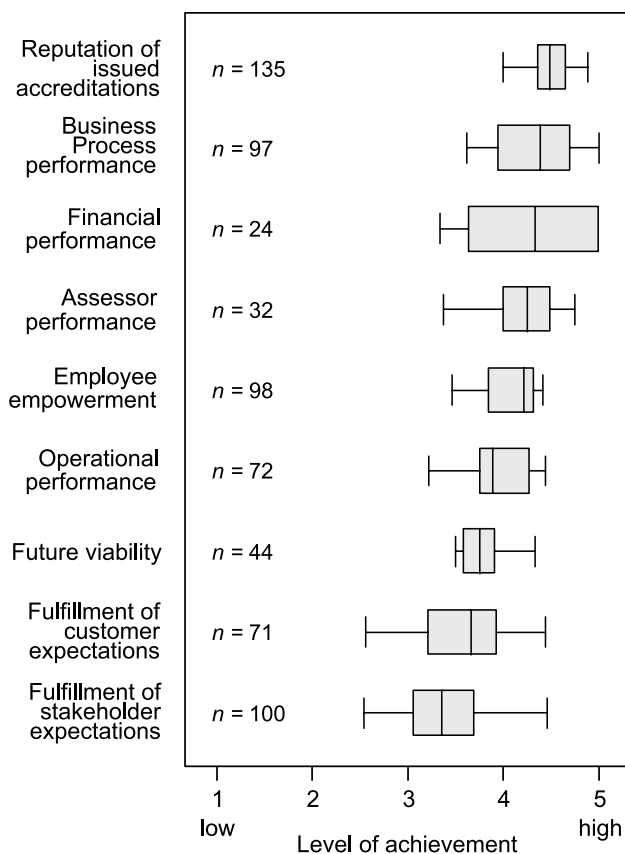 Reputation of
issued
accreditations
n = 135
Business
Process
performance
n = 97
Financial
performance
n = 24
Assessor
performance
n = 32
Employee
empowerment
n = 98
Operational
performance
n = 72
Future viability
n = 44
Fulfillment of
customer
expectations
n = 71
Fulfillment of
stakeholder
expectations
n = 100
1 2 3 4 5
low high
Level of achievement